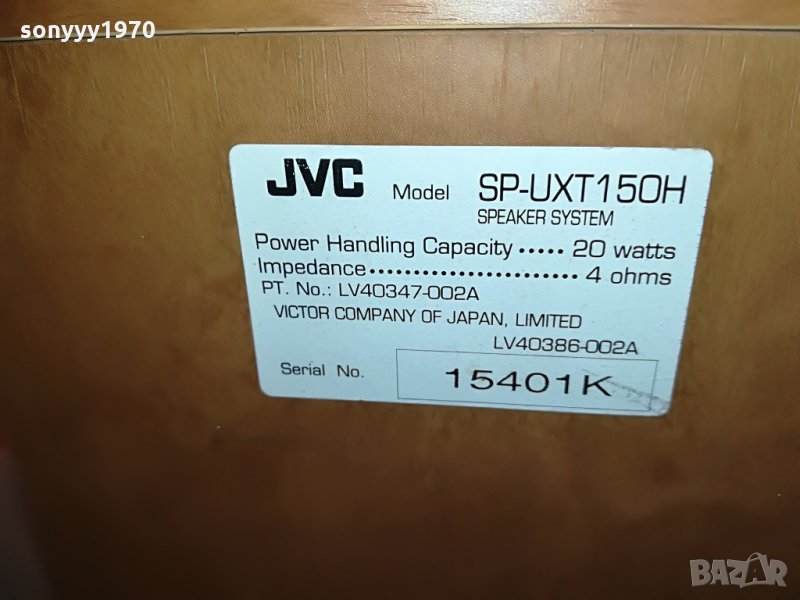 sonyyy1970
JVC Model SP-UXT150H
SPEAKER SYSTEM
Power Handling Capacity ····· 20 watts
Impedance······················· 4 ohms
PT. No.: LV40347-002A
VICTOR COMPANY OF JAPAN, LIMITED
LV40386-002A
Serial No. 15401K
BAZAR